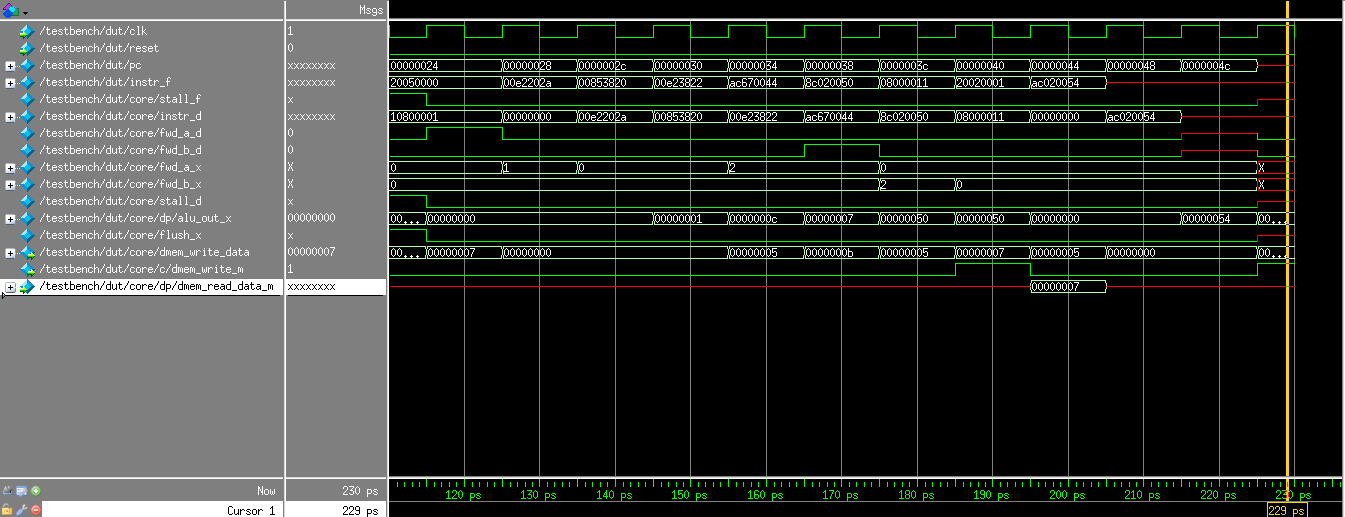 Msgs
/testbench/dut/clk 1
/testbench/dut/reset 0
/testbench/dut/pc xxxxxxxx 00000024 00000028 0000002c 00000030 00000034 00000038 0000003c 00000040 00000044 00000048 0000004c
/testbench/dut/instr_f xxxxxxxx 20050000 00e2202a 00853820 00e23822 ac670044 8c020050 08000011 20020001 ac020054
/testbench/dut/core/stall_f x
/testbench/dut/core/instr_d xxxxxxxx 10800001 00000000 00e2202a 00853820 00e23822 ac670044 8c020050 08000011 00000000 ac020054
/testbench/dut/core/fwd_a_d 0
/testbench/dut/core/fwd_b_d 0
/testbench/dut/core/fwd_a_x X 0 1 0 2 0 X
/testbench/dut/core/fwd_b_x X 0 2 0 X
/testbench/dut/core/stall_d x
/testbench/dut/core/dp/alu_out_x 00000000 00... 00000000 00000001 0000000c 00000007 00000050 00000050 00000000 00000054 00...
/testbench/dut/core/flush_x x
/testbench/dut/core/dmem_write_data 00000007 00... 00000007 00000000 00000005 0000000b 00000005 00000007 00000005 00000000 00...
/testbench/dut/core/c/dmem_write_m 1
/testbench/dut/core/dp/dmem_read_data_m xxxxxxxx 00000007
Now 230 ps 120 ps 130 ps 140 ps 150 ps 160 ps 170 ps 180 ps 190 ps 200 ps 210 ps 220 ps 230 ps
Cursor 1 229 ps 229 ps